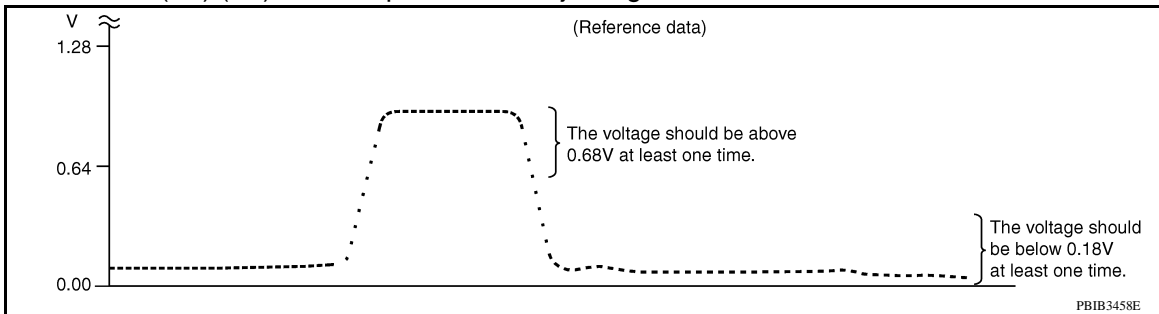 V
(Reference data)
1.28
The voltage should be above
0.68V at least one time.
0.64
The voltage should
be below 0.18V
at least one time.
0.00
PBIB3458E